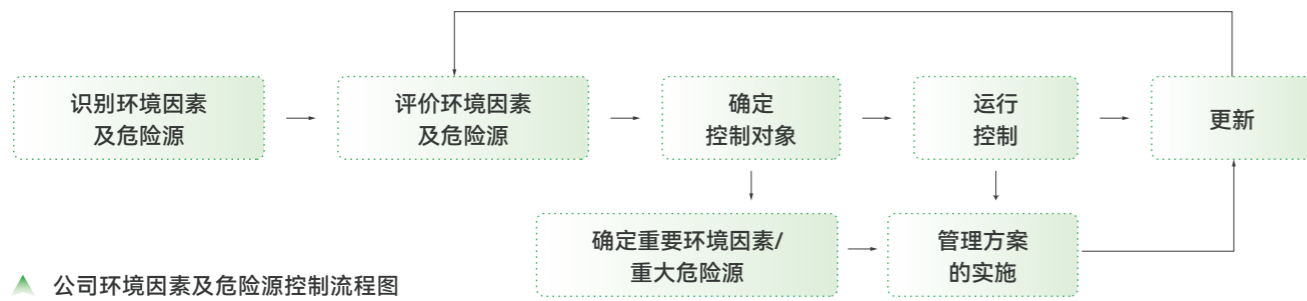 识别环境因素
及危险源
评价环境因素
及危险源
确定
控制对象
运行
控制
更新
确定重要环境因素/
重大危险源
管理方案
的实施
公司环境因素及危险源控制流程图